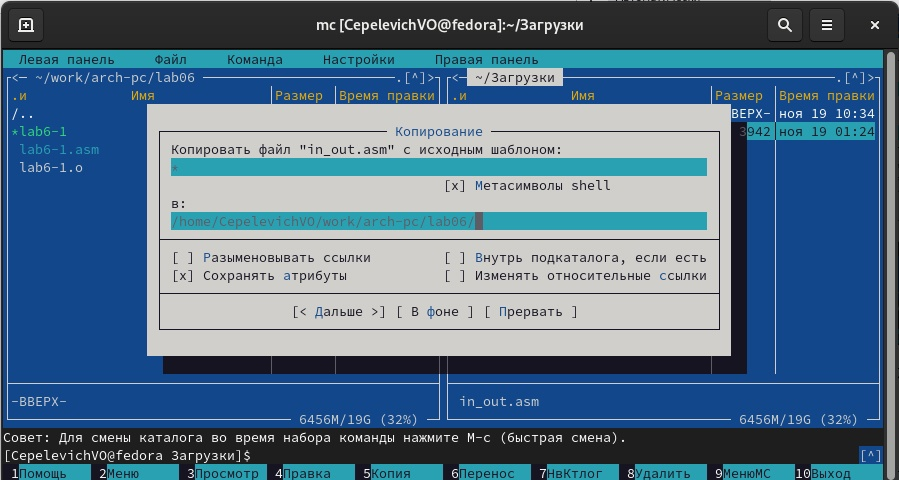 mc [CepelevichVO@fedora]:~/Загрузки
Левая панель Файл Команда Настройки Правая панель
<— ~/work/arch-pc/lab06 .[^]> <— ~/Загрузки .[^]>
.и Имя Размер Время правки .и Имя Размер Время правки
/.. ВЕРХ- ноя 19 10:34
*lab6-1 3942 ноя 19 01:24
lab6-1.asm
lab6-1.o
Копирование
Копировать файл "in_out.asm" с исходным шаблоном:
*
[x] Метасимволы shell
в:
/home/CepelevichVO/work/arch-pc/lab06/
[ ] Разыменовывать ссылки [ ] Внутрь подкаталога, если есть
[x] Сохранять атрибуты [ ] Изменять относительные ссылки
[< Дальше >] [ В фоне ] [ Прервать ]
-ВВЕРХ- in_out.asm
6456M/19G (32%) 6456M/19G (32%)
Совет: Для смены каталога во время набора команды нажмите M-c (быстрая смена).
[CepelevichVO@fedora Загрузки]$ [^]
1Помощь 2Меню 3Просмотр 4Правка 5Копия 6Перенос 7НвКтлог 8Удалить 9МенюMC 10Выход